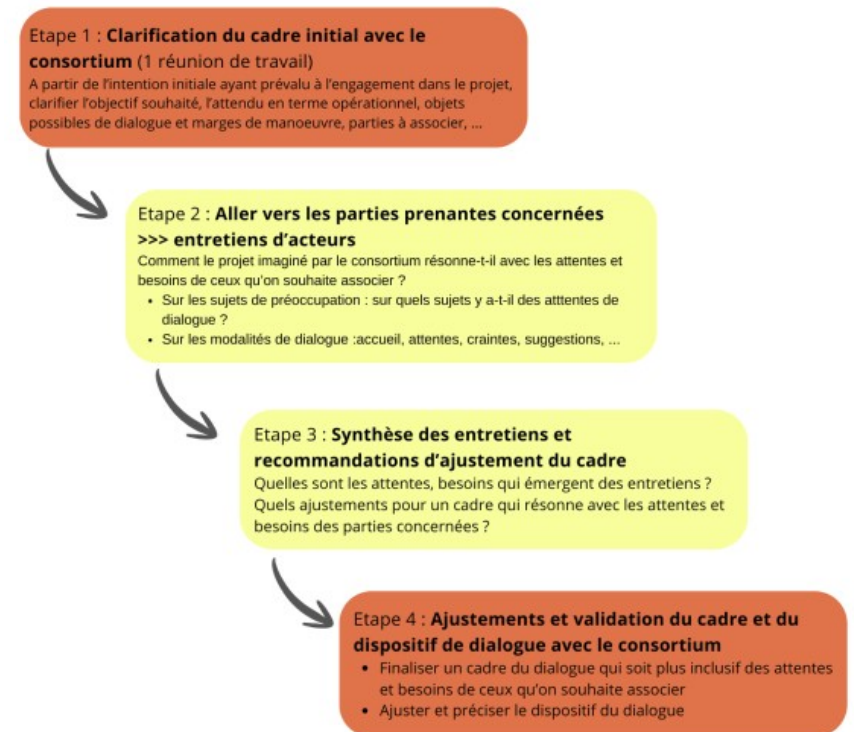 Etape 1 : Clarification du cadre initial avec le
consortium (1 réunion de travail)
A partir de l'intention initiale ayant prévalu à l'engagement dans le projet,
clarifier l'objectif souhaité, l'attendu en terme opérationnel, objets
possibles de dialogue et marges de manoeuvre, parties à associer, ...
Etape 2 : Aller vers les parties prenantes concernées
>>> entretiens d'acteurs
Comment le projet imaginé par le consortium résonne-t-il avec les attentes et
besoins de ceux qu'on souhaite associer ?
• Sur les sujets de préoccupation : sur quels sujets y a-t-il des atttentes de
dialogue ?
• Sur les modalités de dialogue :accueil, attentes, craintes, suggestions, ...
Etape 3 : Synthèse des entretiens et
recommandations d'ajustement du cadre
Quelles sont les attentes, besoins qui émergent des entretiens ?
Quels ajustements pour un cadre qui résonne avec les attentes et
besoins des parties concernées ?
Etape 4 : Ajustements et validation du cadre et du
dispositif de dialogue avec le consortium
• Finaliser un cadre du dialogue qui soit plus inclusif des attentes
et besoins de ceux qu'on souhaite associer
• Ajuster et préciser le dispositif du dialogue